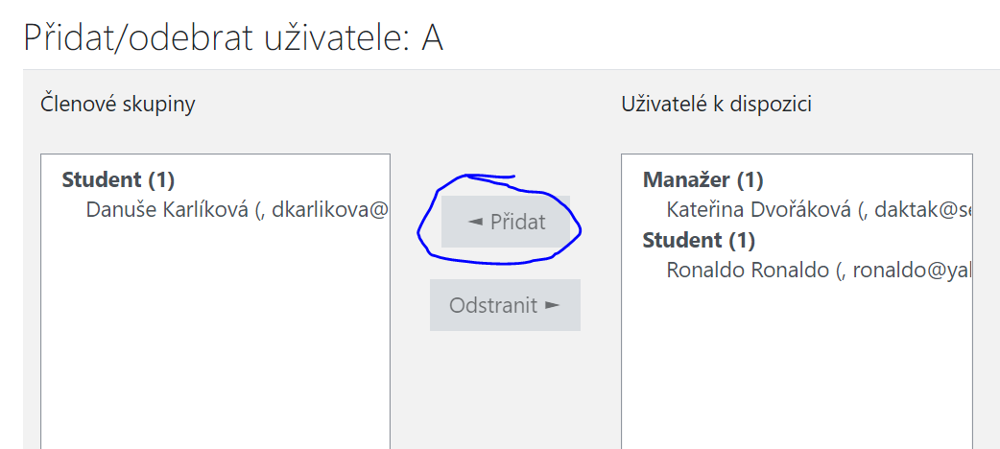 Přidat/odebrat uživatele: A
Členové skupiny
Student (1)
Danuše Karlíková (, dkarlikova@
◄ Přidat
Odstranit ►
Uživatelé k dispozici
Manažer (1)
Kateřina Dvořáková (, daktak@se
Student (1)
Ronaldo Ronaldo (, ronaldo@yal